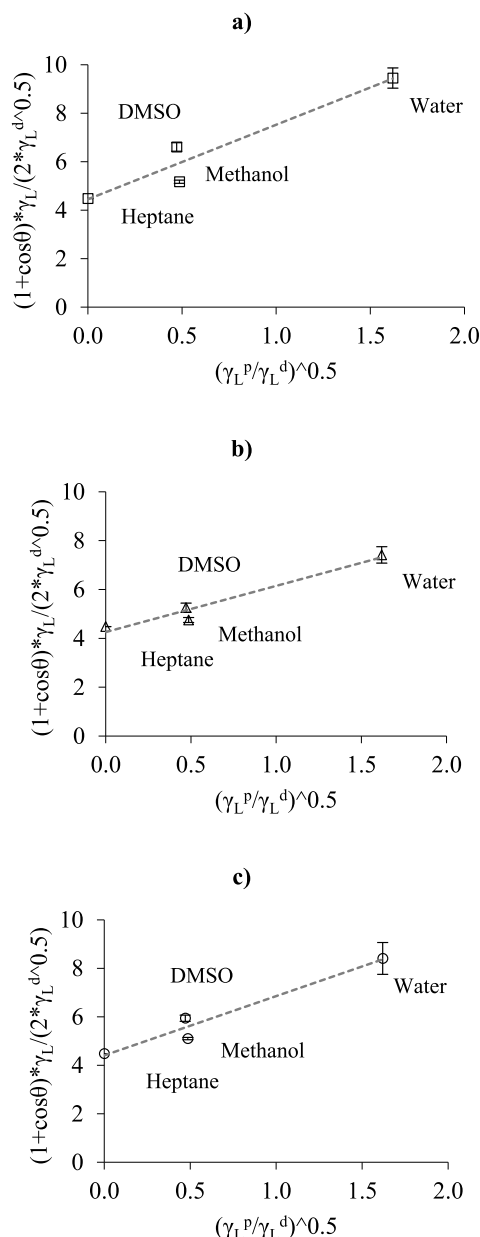 a)
(1+cosθ)*γL/(2*γL^d^0.5)
10
8
6
4
2
0
DMSO
Water
Methanol
Heptane
0.0 0.5 1.0 1.5 2.0
(γL^p/γL^d)^0.5
b)
(1+cosθ)*γL/(2*γL^d^0.5)
10
8
6
4
2
0
DMSO
Water
Methanol
Heptane
0.0 0.5 1.0 1.5 2.0
(γL^p/γL^d)^0.5
c)
(1+cosθ)*γL/(2*γL^d^0.5)
10
8
6
4
2
0
DMSO
Water
Methanol
Heptane
0.0 0.5 1.0 1.5 2.0
(γL^p/γL^d)^0.5